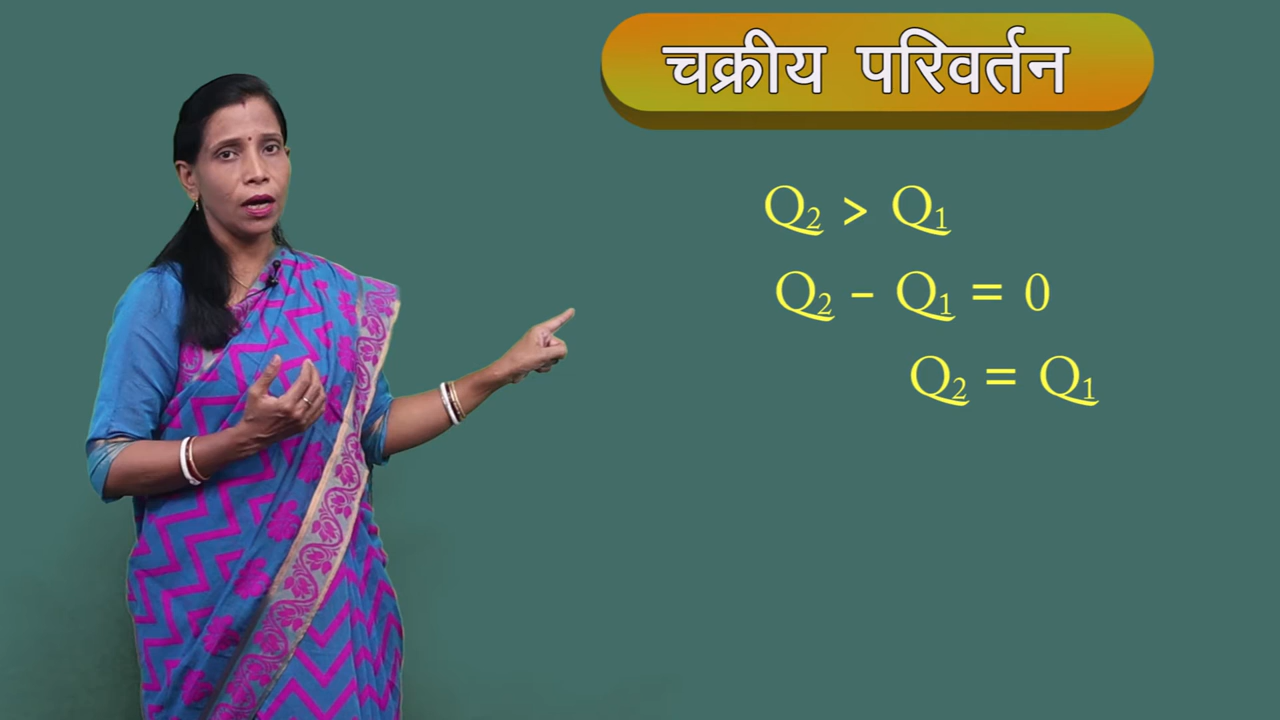 चक्रीय परिवर्तन
Q₂ > Q₁
Q₂ – Q₁ = 0
Q₂ = Q₁